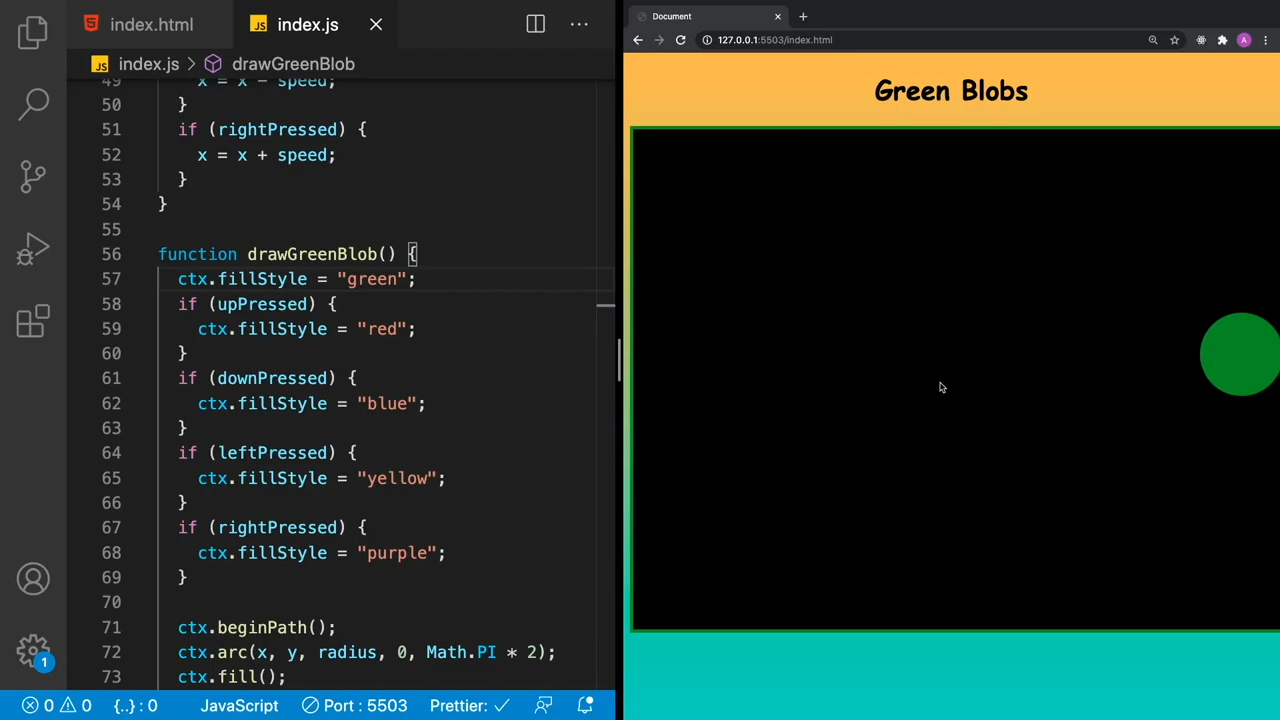 index.html
JS index.js
JS index.js > drawGreenBlob
49 x = x - speed;
50 }
51 if (rightPressed) {
52 x = x + speed;
53 }
54 }
55
56 function drawGreenBlob() {
57 ctx.fillStyle = "green";
58 if (upPressed) {
59 ctx.fillStyle = "red";
60 }
61 if (downPressed) {
62 ctx.fillStyle = "blue";
63 }
64 if (leftPressed) {
65 ctx.fillStyle = "yellow";
66 }
67 if (rightPressed) {
68 ctx.fillStyle = "purple";
69 }
70
71 ctx.beginPath();
72 ctx.arc(x, y, radius, 0, Math.PI * 2);
73 ctx.fill();
1
0 0 {..} : 0 JavaScript Port : 5503 Prettier:
Document
127.0.0.1:5503/index.html
A
Green Blobs